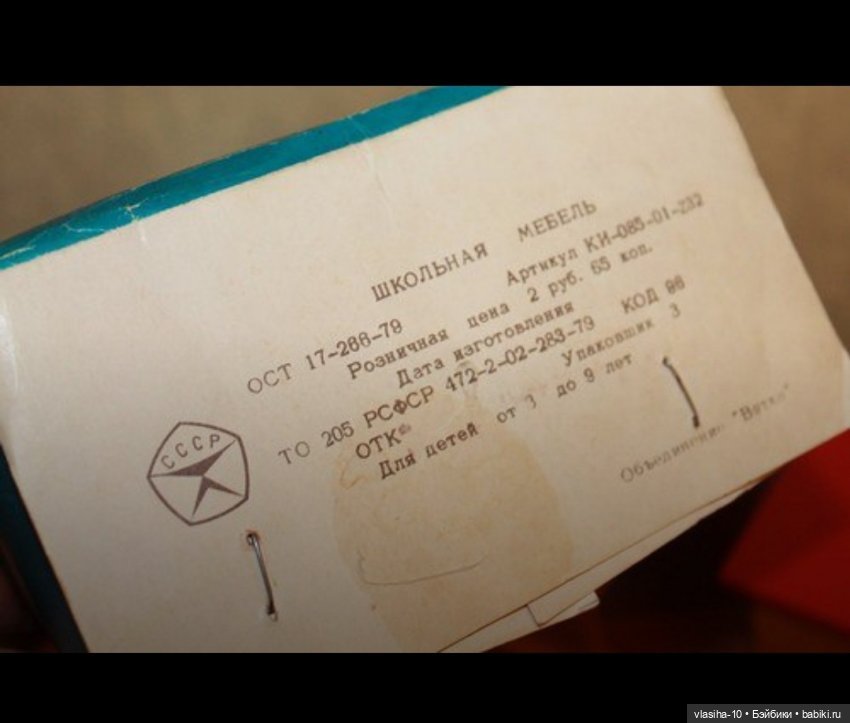 ШКОЛЬНАЯ МЕБЕЛЬ
ОСТ 17-266-79 Артикул КИ-085-01-232
Розничная цена 2 руб. 65 коп.
Дата изготовления
ТО 205 РСФСР 472-2-02-283-79 КОД 96
ОТК Упаковшик 3
Для детей от 3 до 9 лет
Объединение "Вятка"
СССР
vlasiha-10 • Бэйбики • babiki.ru